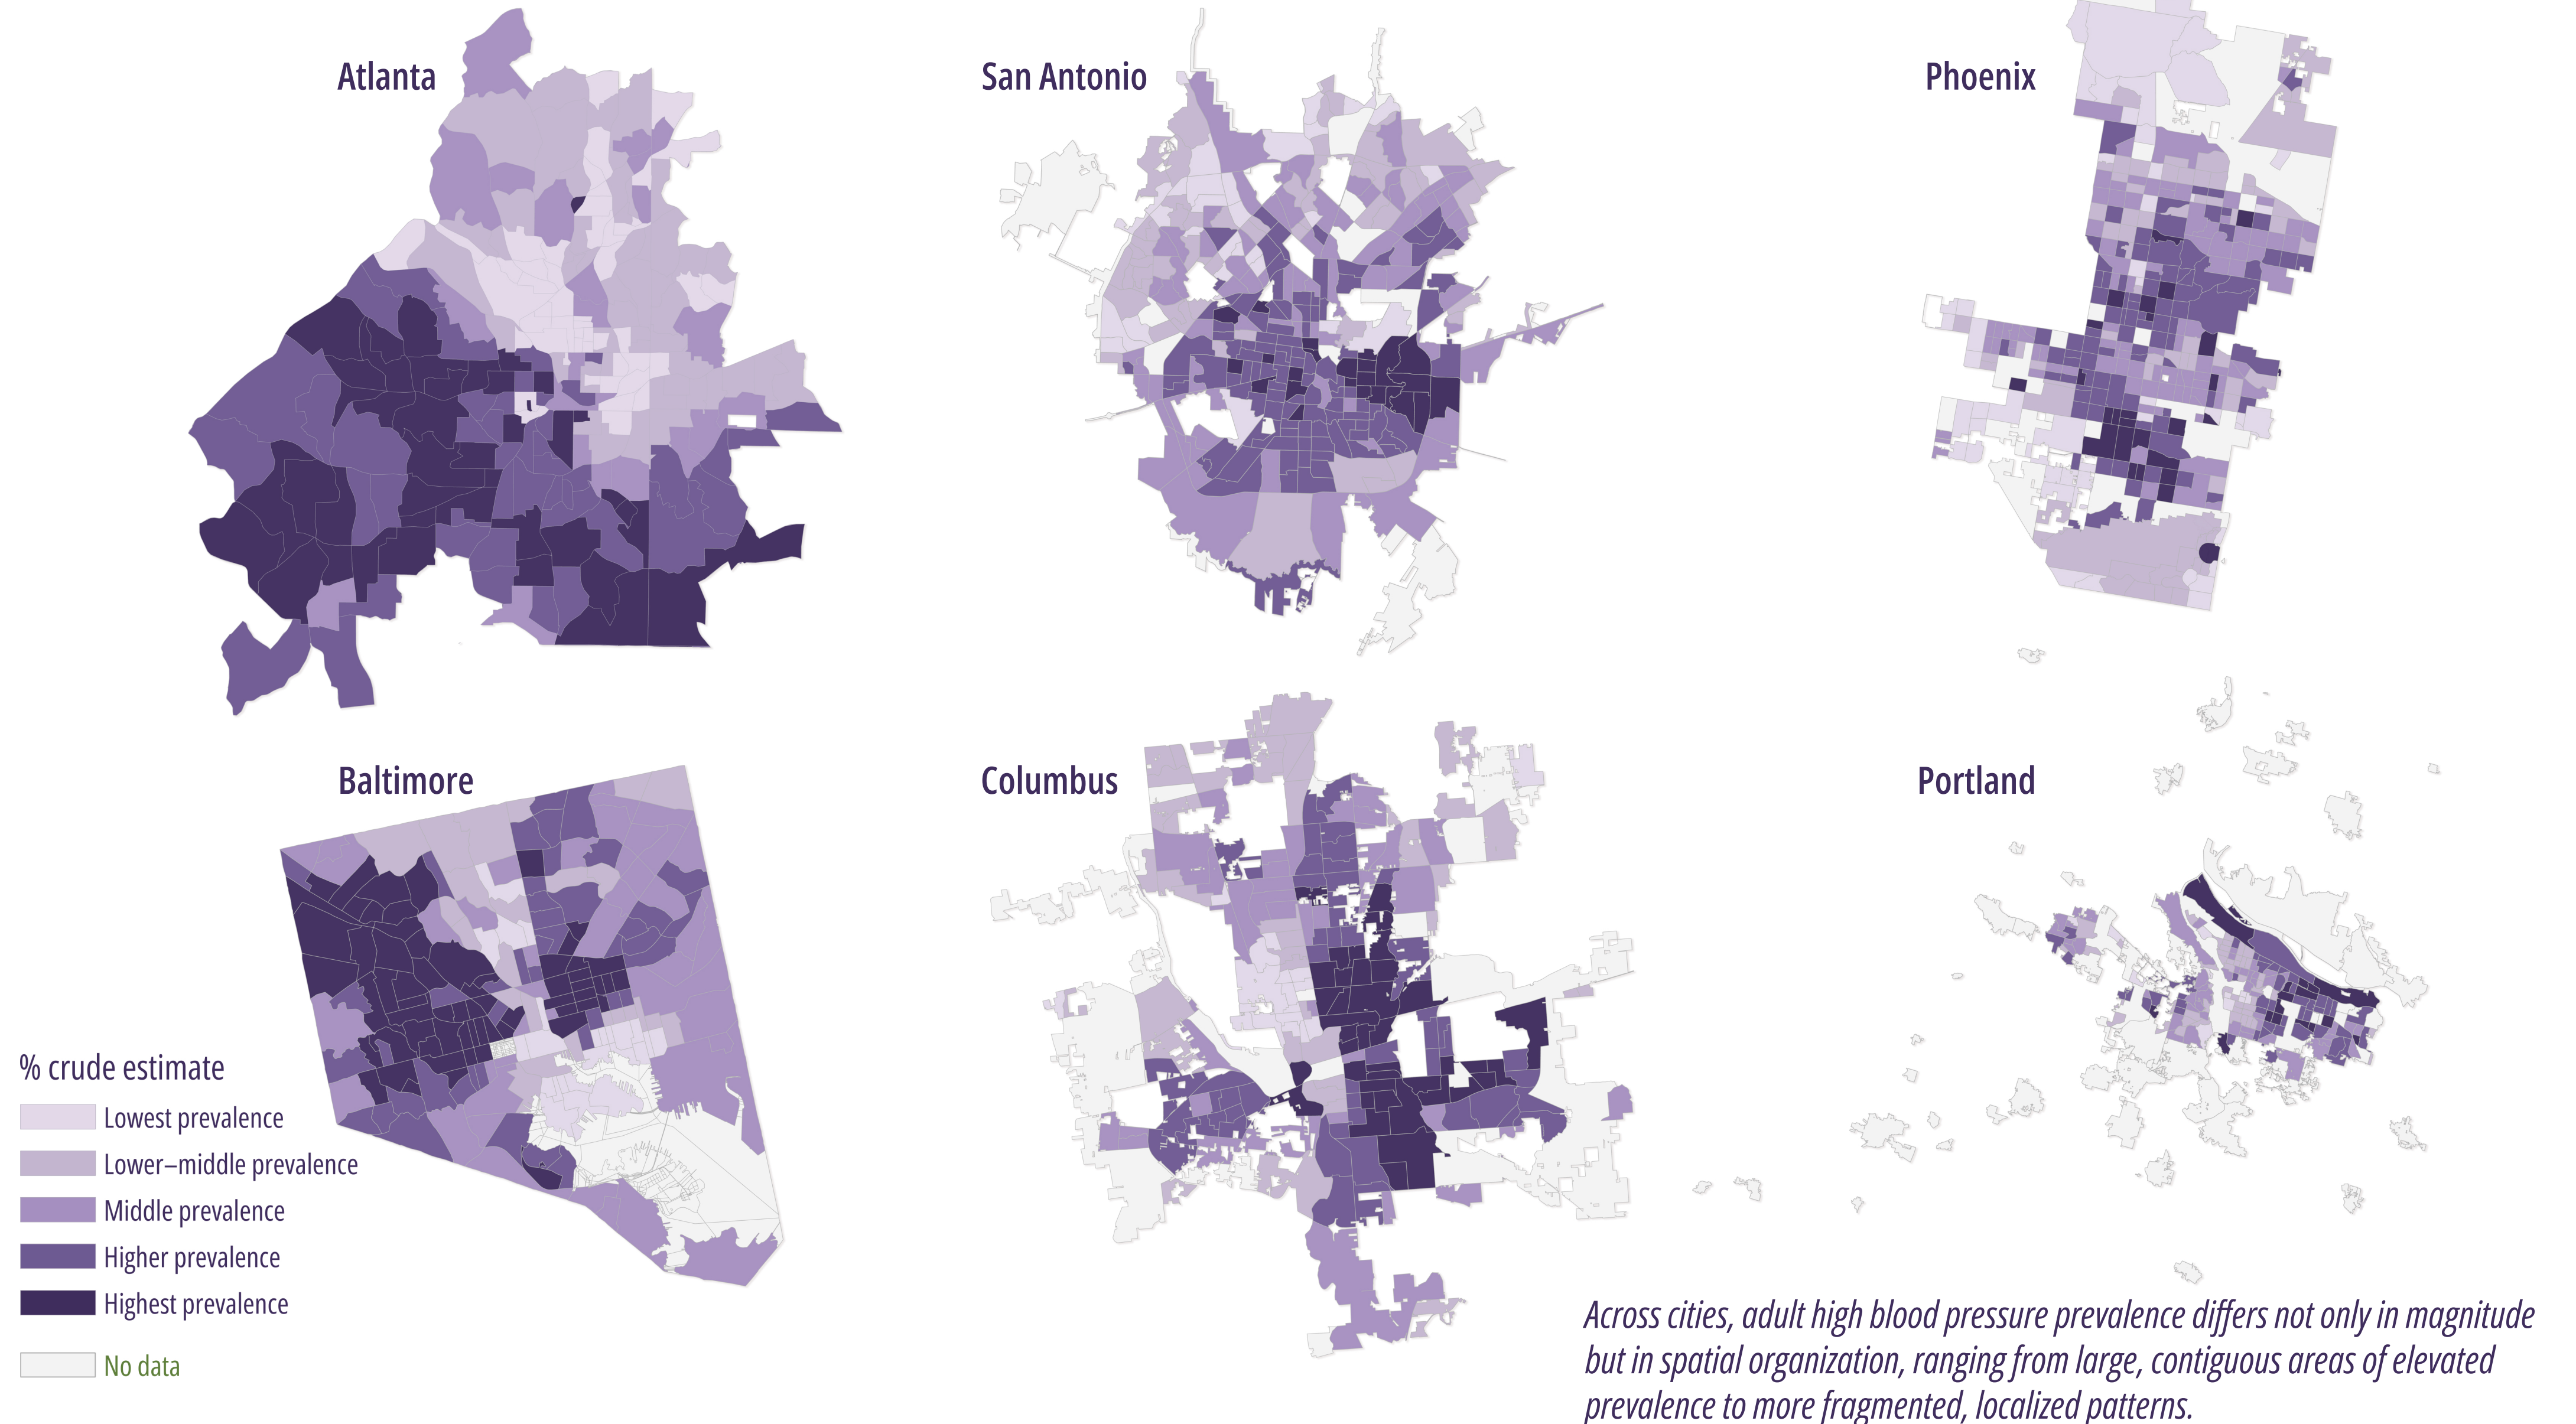 Atlanta
San Antonio
Phoenix
Baltimore
Columbus
Portland
% crude estimate
Lowest prevalence
Lower–middle prevalence
Middle prevalence
Higher prevalence
Highest prevalence
No data
Across cities, adult high blood pressure prevalence differs not only in magnitude
but in spatial organization, ranging from large, contiguous areas of elevated
prevalence to more fragmented, localized patterns.